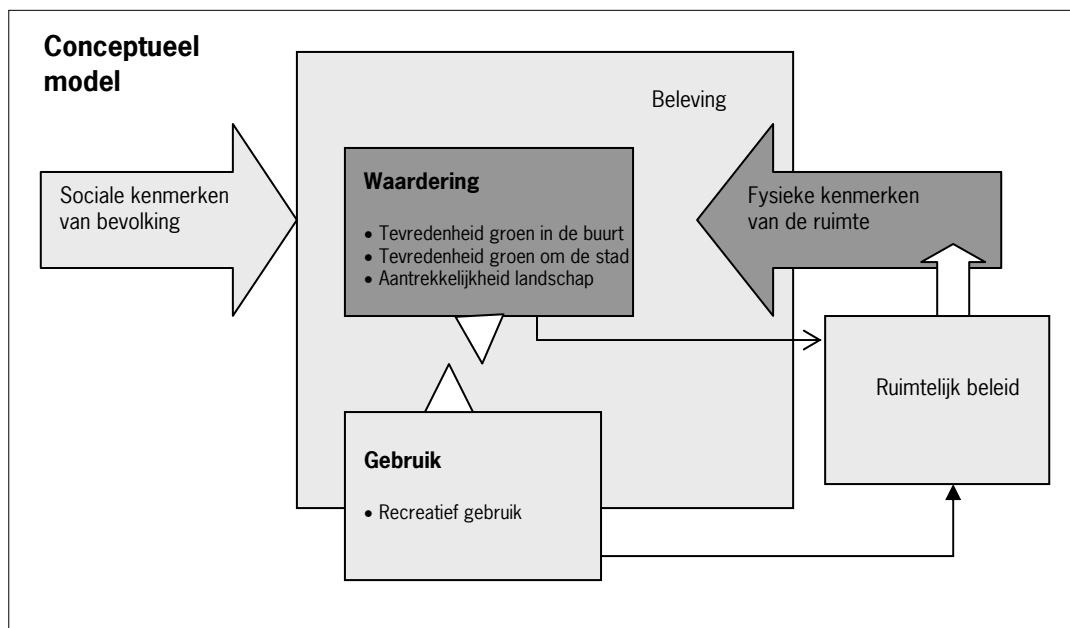 Conceptueel
model
Beleving
Sociale kenmerken
van bevolking
Waardering
• Tevredenheid groen in de buurt
• Tevredenheid groen om de stad
• Aantrekkelijkheid landschap
Fysieke kenmerken
van de ruimte
Ruimtelijk beleid
Gebruik
• Recreatief gebruik